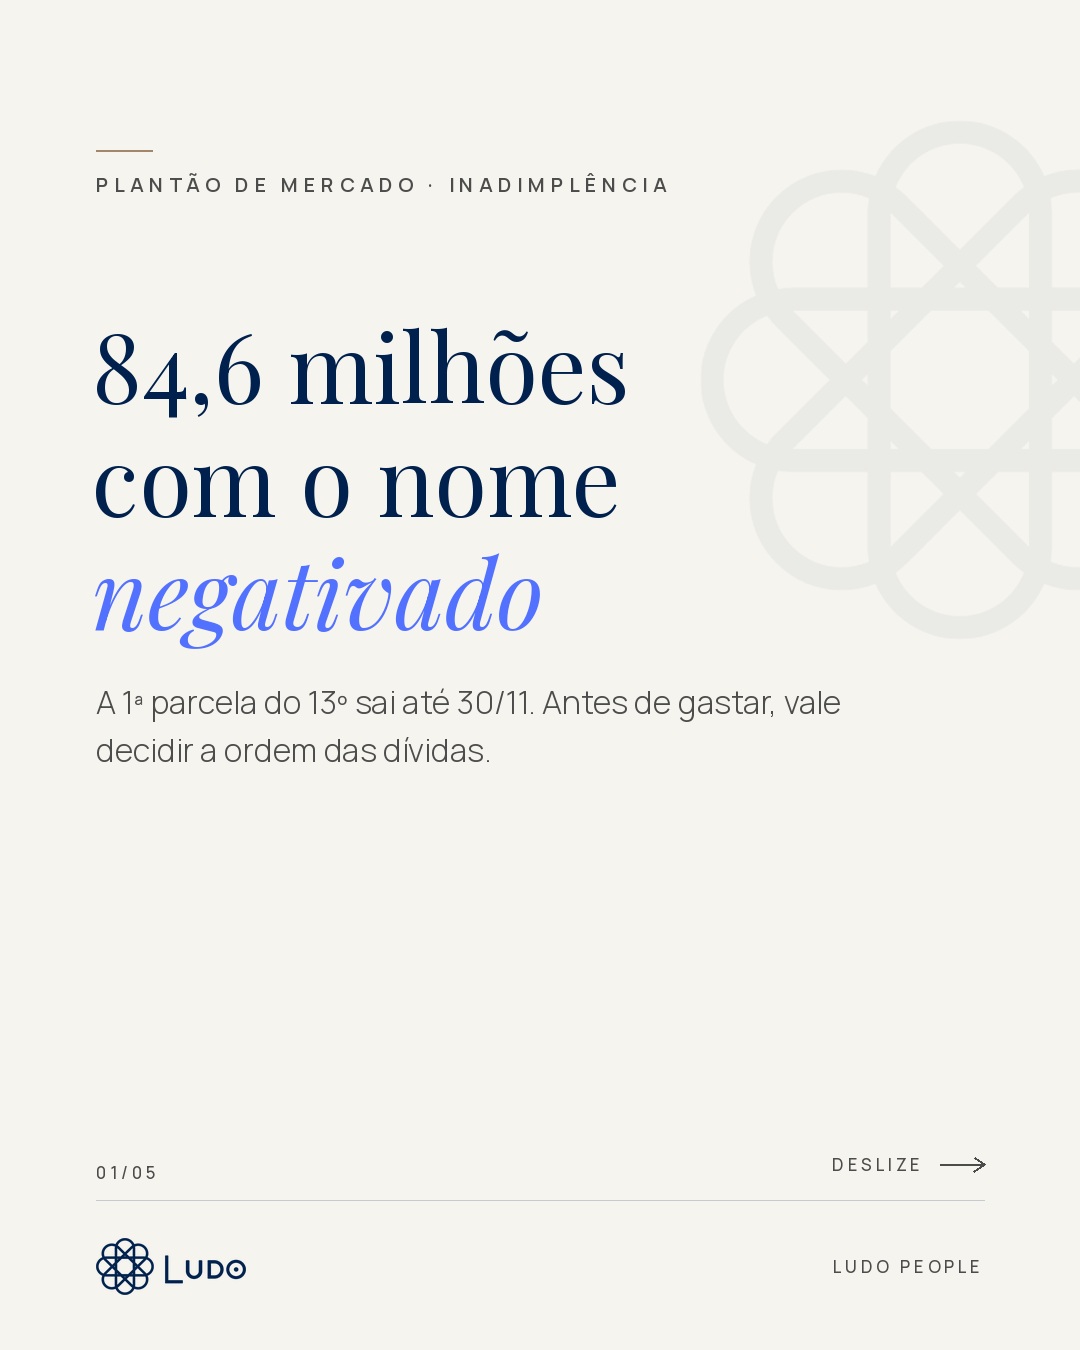 PLANTÃO DE MERCADO · INADIMPLÊNCIA
84,6 milhões
com o nome
negativado
A 1ª parcela do 13º sai até 30/11. Antes de gastar, vale
decidir a ordem das dívidas.
01/05
DESLIZE
LUDO
LUDO PEOPLE